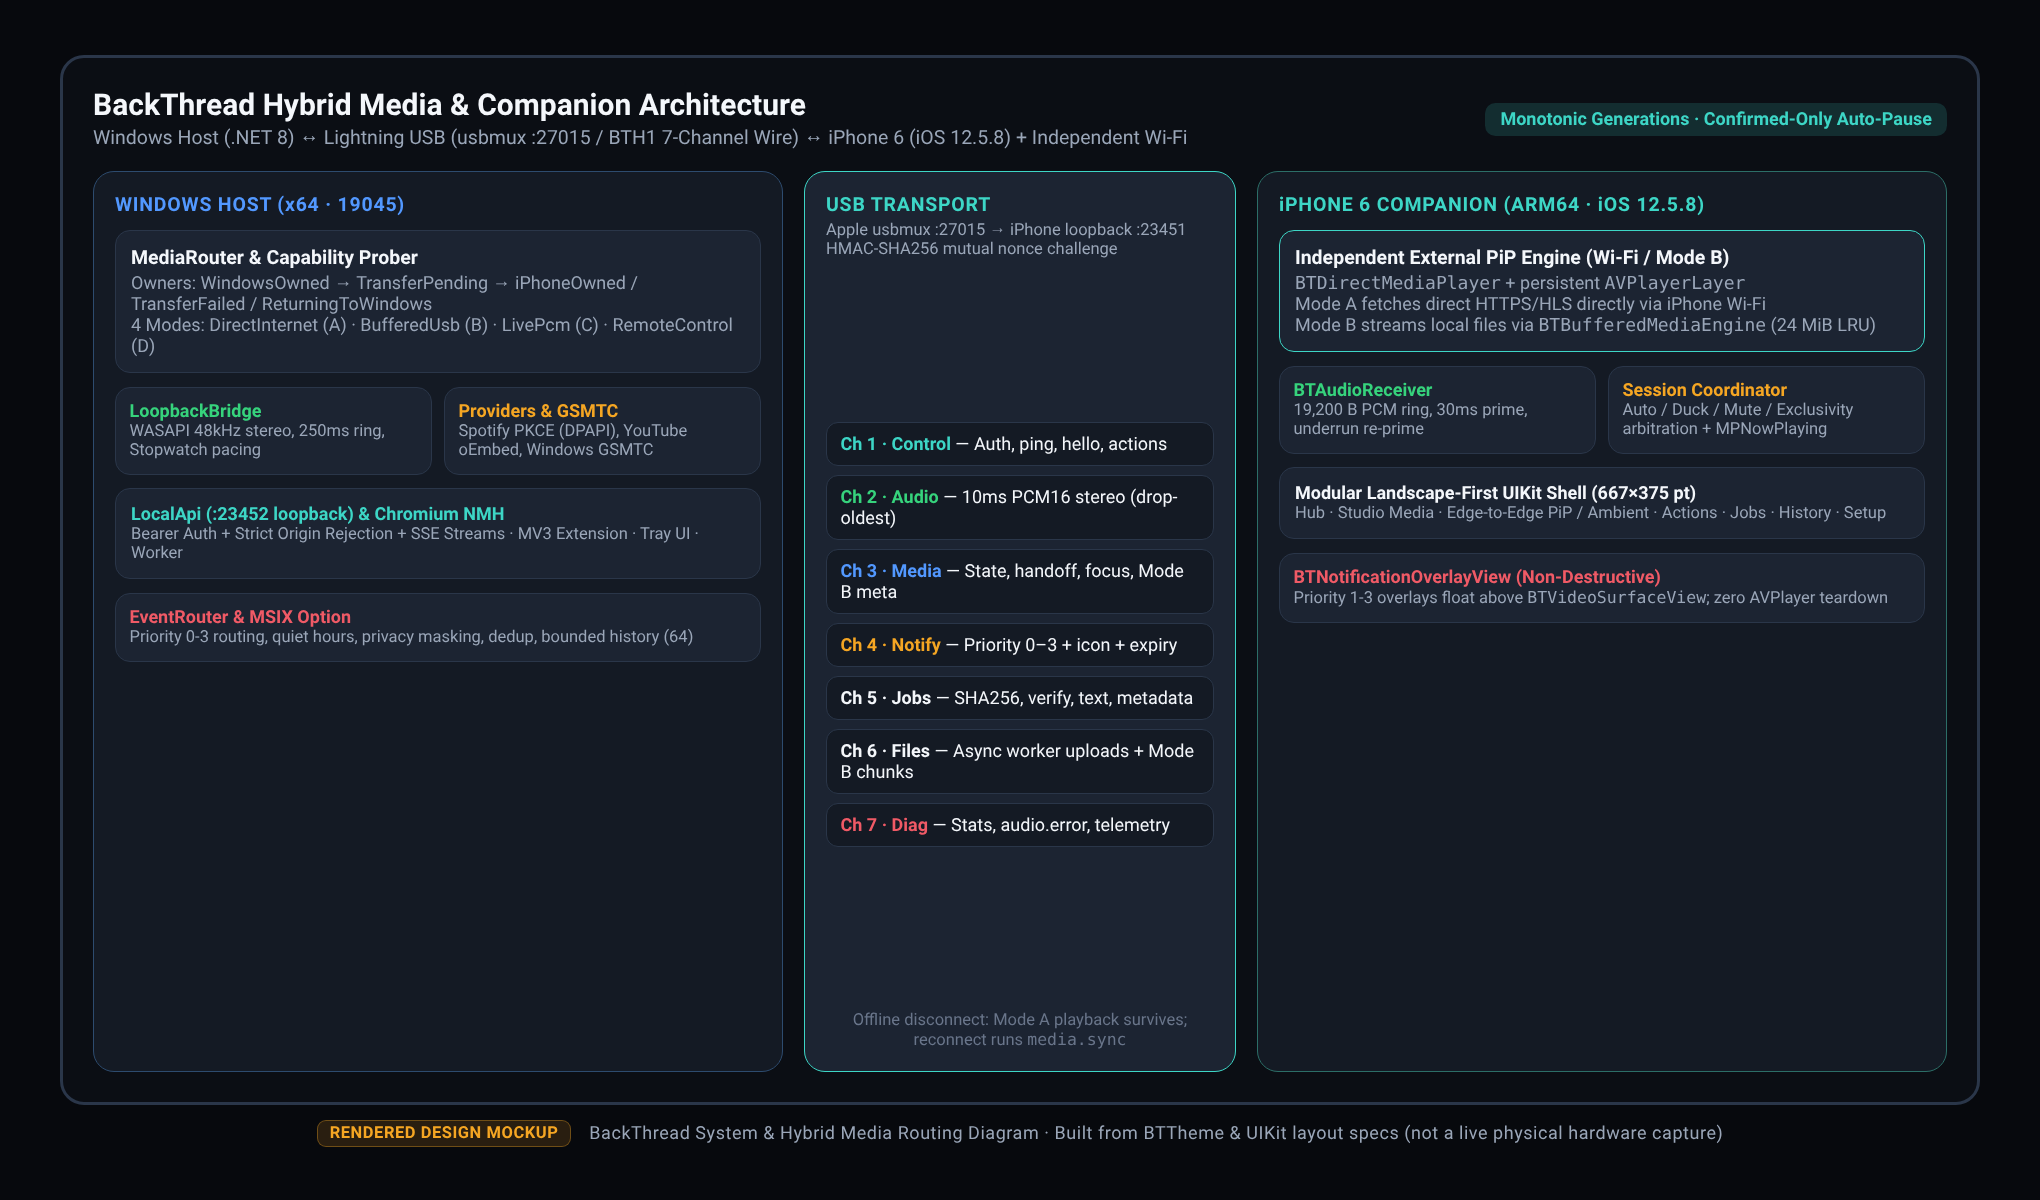 BackThread Hybrid Media & Companion Architecture
Windows Host (.NET 8) ↔ Lightning USB (usbmux :27015 / BTH1 7-Channel Wire) ↔ iPhone 6 (iOS 12.5.8) + Independent Wi-Fi
Monotonic Generations · Confirmed-Only Auto-Pause
WINDOWS HOST (x64 · 19045)
MediaRouter & Capability Prober
Owners: WindowsOwned → TransferPending → iPhoneOwned /
TransferFailed / ReturningToWindows
4 Modes: DirectInternet (A) · BufferedUsb (B) · LivePcm (C) · RemoteControl
(D)
LoopbackBridge
WASAPI 48kHz stereo, 250ms ring,
Stopwatch pacing
Providers & GSMTC
Spotify PKCE (DPAPI), YouTube
oEmbed, Windows GSMTC
LocalApi (:23452 loopback) & Chromium NMH
Bearer Auth + Strict Origin Rejection + SSE Streams · MV3 Extension · Tray UI ·
Worker
EventRouter & MSIX Option
Priority 0-3 routing, quiet hours, privacy masking, dedup, bounded history (64)
USB TRANSPORT
Apple usbmux :27015 → iPhone loopback :23451
HMAC-SHA256 mutual nonce challenge
Ch 1 · Control — Auth, ping, hello, actions
Ch 2 · Audio — 10ms PCM16 stereo (drop-
oldest)
Ch 3 · Media — State, handoff, focus, Mode
B meta
Ch 4 · Notify — Priority 0–3 + icon + expiry
Ch 5 · Jobs — SHA256, verify, text, metadata
Ch 6 · Files — Async worker uploads + Mode
B chunks
Ch 7 · Diag — Stats, audio.error, telemetry
Offline disconnect: Mode A playback survives;
reconnect runs media.sync
iPHONE 6 COMPANION (ARM64 · iOS 12.5.8)
Independent External PiP Engine (Wi-Fi / Mode B)
BTDirectMediaPlayer + persistent AVPlayerLayer
Mode A fetches direct HTTPS/HLS directly via iPhone Wi-Fi
Mode B streams local files via BTBufferedMediaEngine (24 MiB LRU)
BTAudioReceiver
19,200 B PCM ring, 30ms prime,
underrun re-prime
Session Coordinator
Auto / Duck / Mute / Exclusivity
arbitration + MPNowPlaying
Modular Landscape-First UIKit Shell (667×375 pt)
Hub · Studio Media · Edge-to-Edge PiP / Ambient · Actions · Jobs · History · Setup
BTNotificationOverlayView (Non-Destructive)
Priority 1-3 overlays float above BTVideoSurfaceView; zero AVPlayer teardown
RENDERED DESIGN MOCKUP
BackThread System & Hybrid Media Routing Diagram · Built from BTTheme & UIKit layout specs (not a live physical hardware capture)